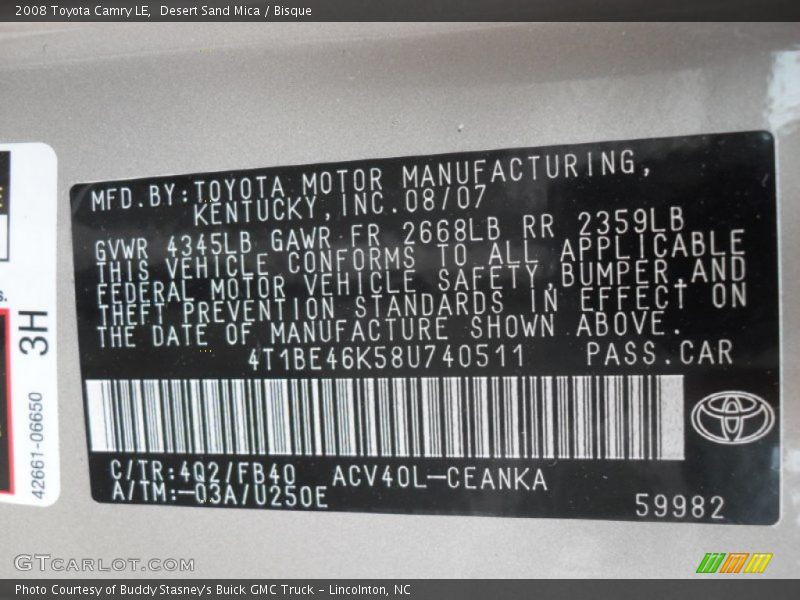 2008 Toyota Camry LE,  Desert Sand Mica / Bisque
MFD.BY:TOYOTA MOTOR MANUFACTURING,
KENTUCKY,INC.08/07
GVWR 4345LB GAWR FR 2668LB RR 2359LB
THIS VEHICLE CONFORMS TO ALL APPLICABLE
FEDERAL MOTOR VEHICLE SAFETY,BUMPER,AND
THEFT PREVENTION STANDARDS IN EFFECT ON
THE DATE OF MANUFACTURE SHOWN ABOVE.
4T1BE46K58U740511 PASS.CAR
C/TR:4Q2/FB40 ACV40L-CEANKA
A/TM:-03A/U250E
59982
3H
42661-06650
GTCARLOT.COM
Photo Courtesy of Buddy Stasney's Buick GMC Truck - Lincolnton, NC